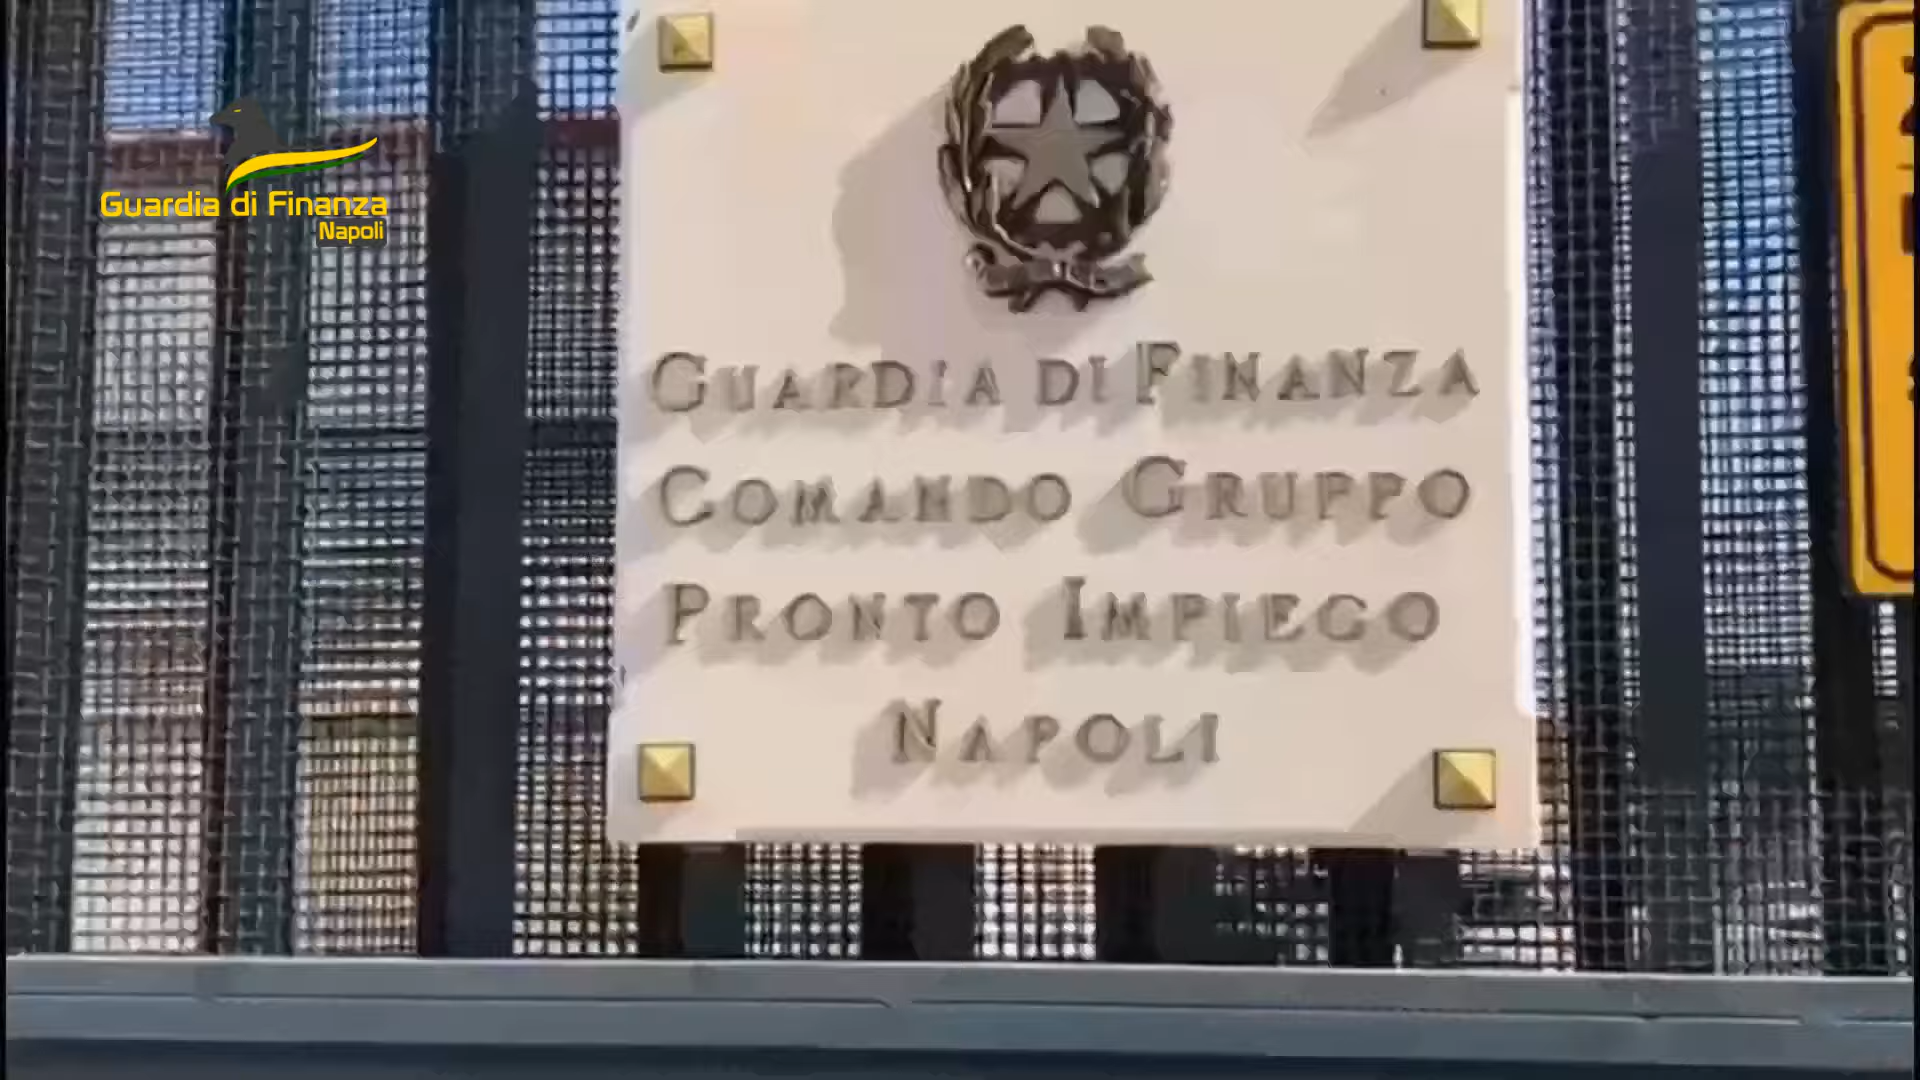 Guardia di Finanza
Napoli
GUARDIA DI FINANZA
COMANDO GRUPPO
PRONTO IMPIEGO
NAPOLI